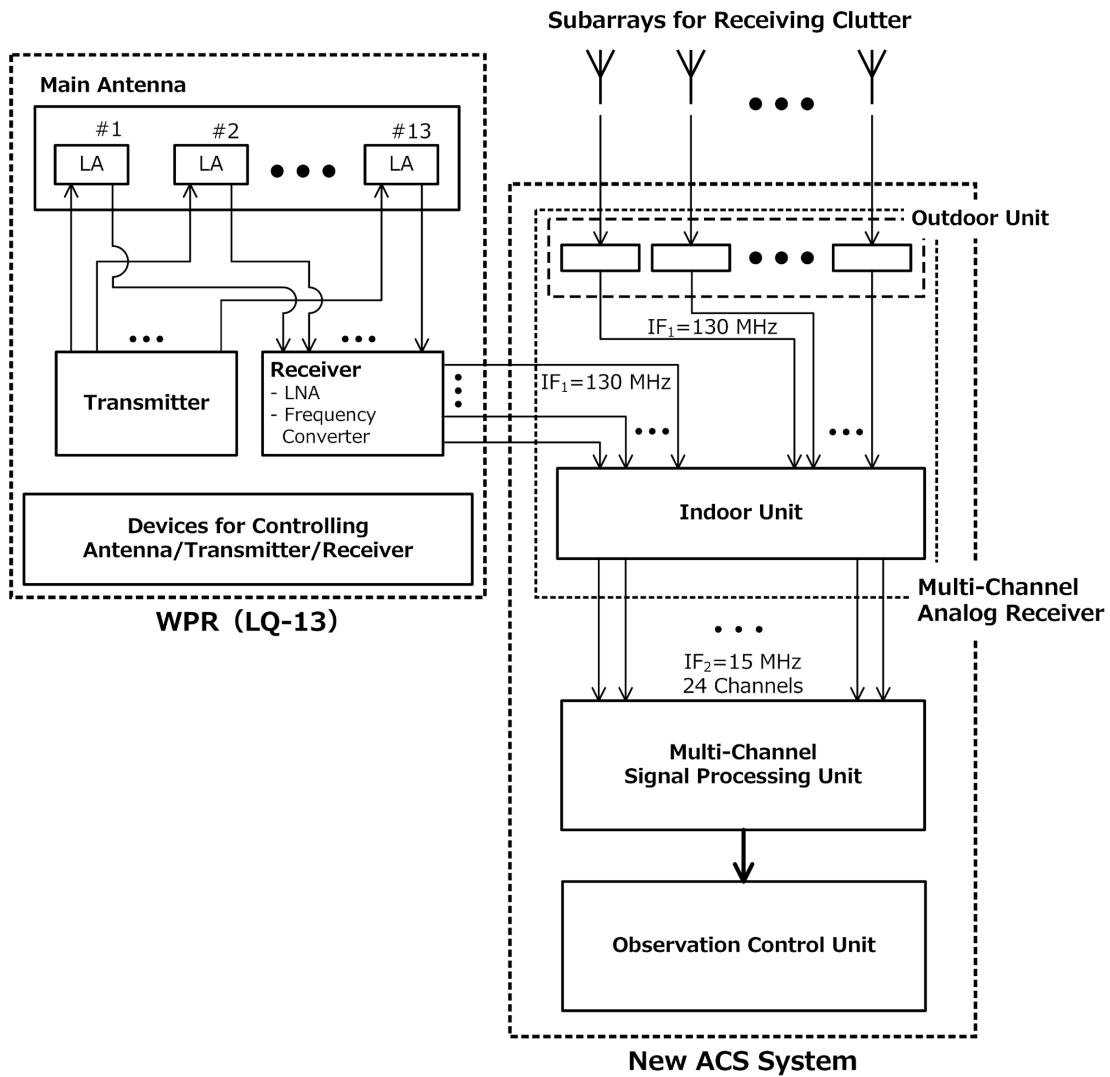 Subarrays for Receiving Clutter
Main Antenna
#1
#2
#13
LA
LA
LA
Outdoor Unit
IF₁=130 MHz
Transmitter
Receiver
- LNA
- Frequency
Converter
IF₁=130 MHz
Indoor Unit
Devices for Controlling
Antenna/Transmitter/Receiver
WPR（LQ-13）
Multi-Channel
Analog Receiver
IF₂=15 MHz
24 Channels
Multi-Channel
Signal Processing Unit
Observation Control Unit
New ACS System